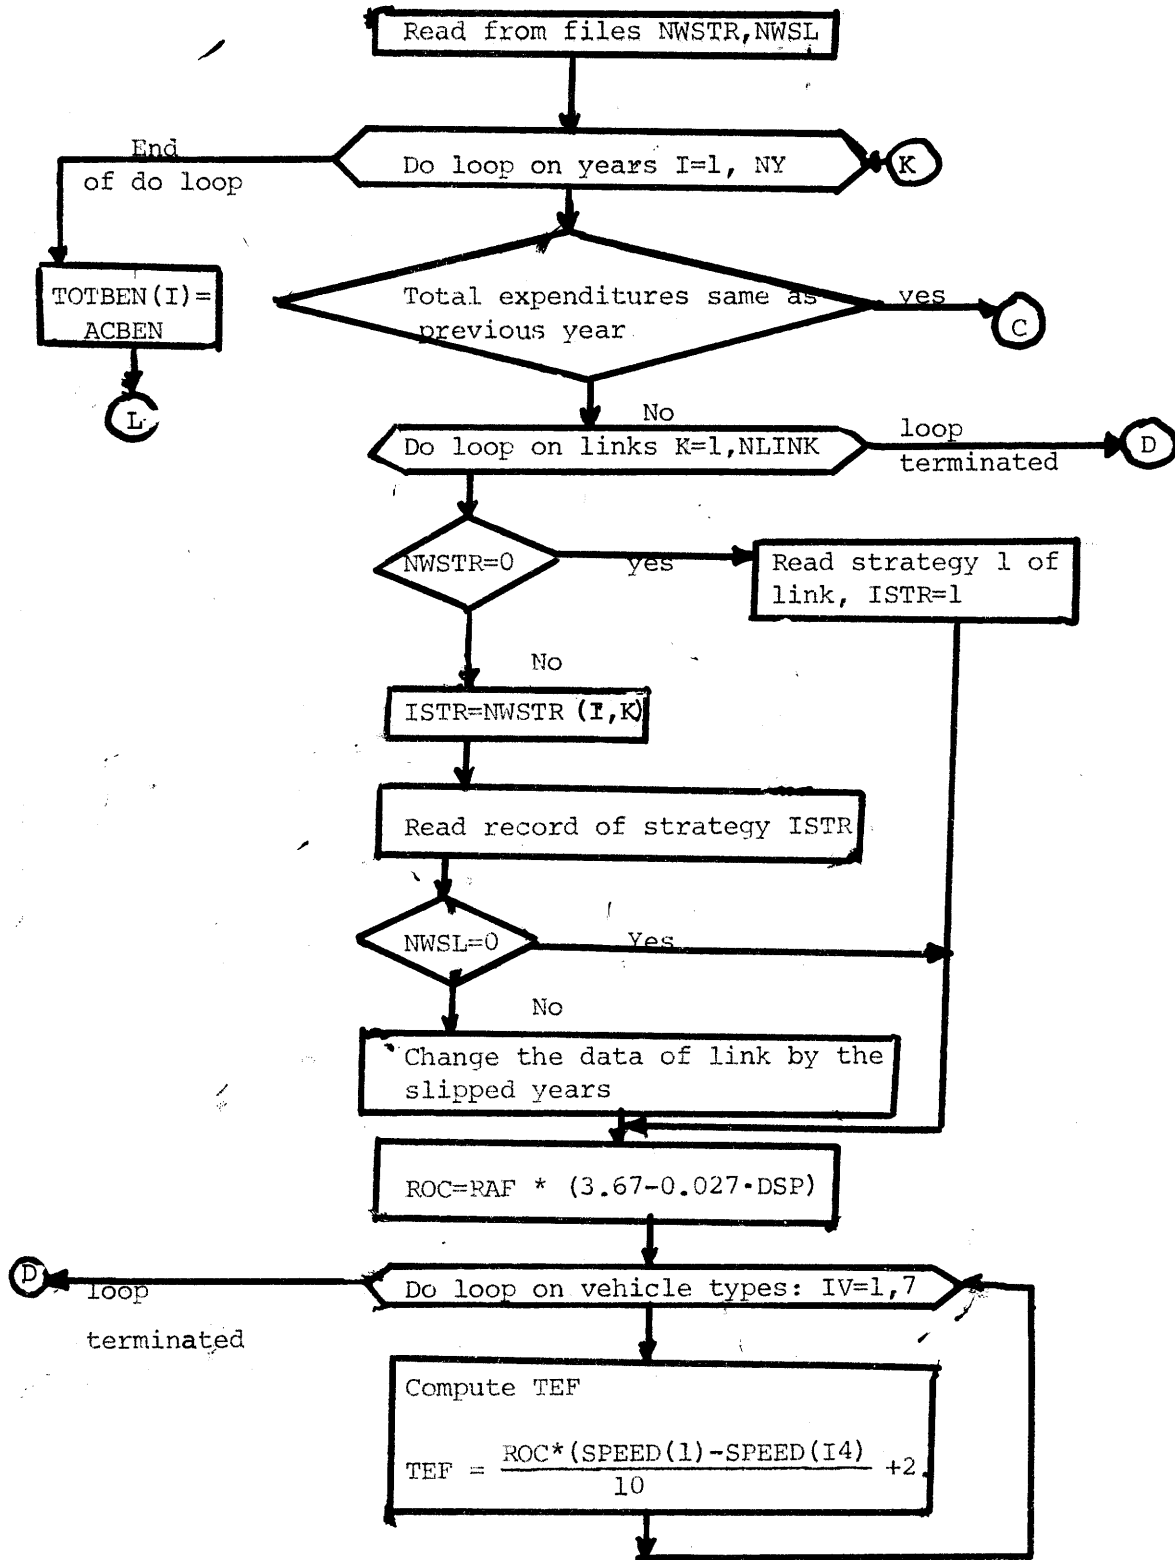 Read from files NWSTR,NWSL
End
of do loop
Do loop on years I=1, NY
K
TOTBEN(I)=
ACBEN
L
Total expenditures same as
previous year
yes
C
No
Do loop on links K=1,NLINK
loop
terminated
D
NWSTR=0
yes
Read strategy 1 of
link, ISTR=1
No
ISTR=NWSTR (I,K)
Read record of strategy ISTR
NWSL=0
Yes
No
Change the data of link by the
slipped years
ROC=RAF * (3.67-0.027·DSP)
loop
terminated
Do loop on vehicle types: IV=1,7
Compute TEF
TEF = ROC*(SPEED(1)-SPEED(I4) / 10 +2